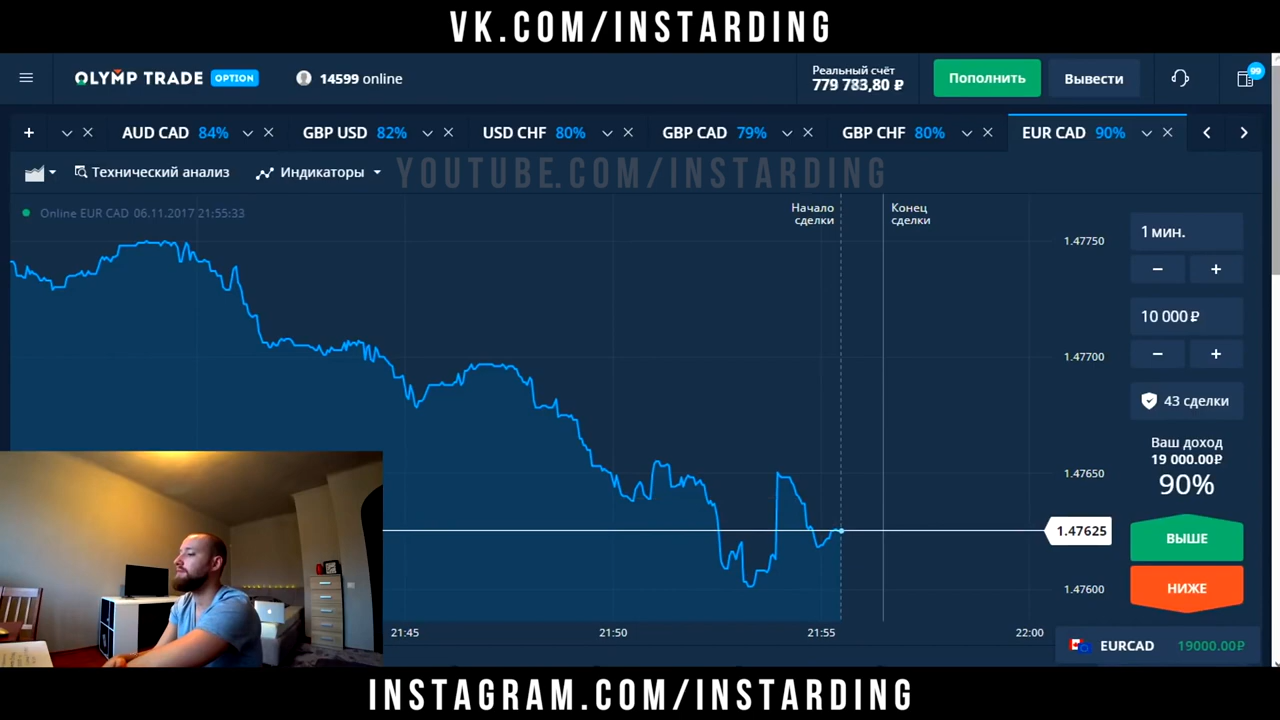 VK.COM/INSTARDING
OLYMP TRADE OPTION
14599 online
Реальный счёт
779 783,80 ₽
Пополнить
Вывести
99
+
AUD CAD 84%
GBP USD 82%
USD CHF 80%
GBP CAD 79%
GBP CHF 80%
EUR CAD 90%
Технический анализ
Индикаторы
YOUTUBE.COM/INSTARDING
Online EUR CAD 06.11.2017 21:55:33
Начало
сделки
Конец
сделки
1.47750
1.47700
1.47650
1.47625
1.47600
21:45
21:50
21:55
22:00
1 мин.
− +
10 000 ₽
− +
43 сделки
Ваш доход
19 000.00₽
90%
ВЫШЕ
НИЖЕ
EURCAD 19000.00₽
INSTAGRAM.COM/INSTARDING